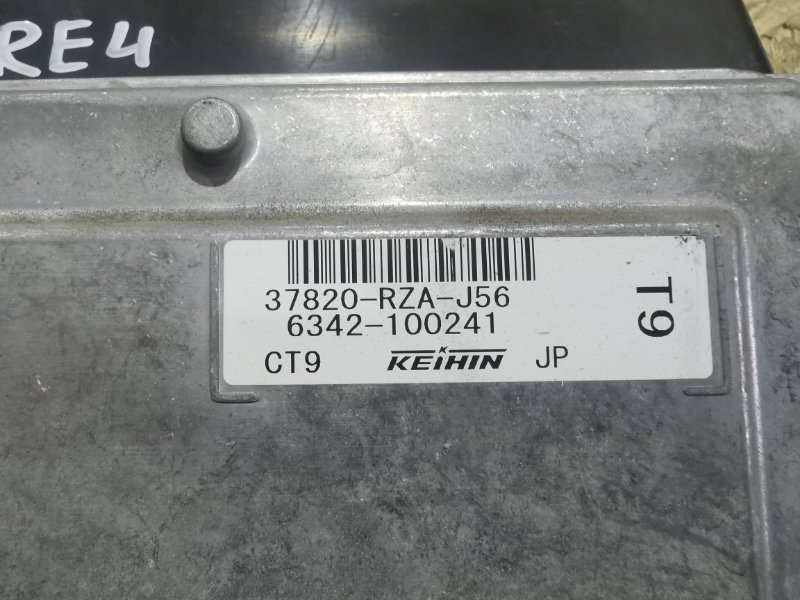 RE4
37820-RZA-J56
6342-100241
CT9 KEIHIN JP
T9